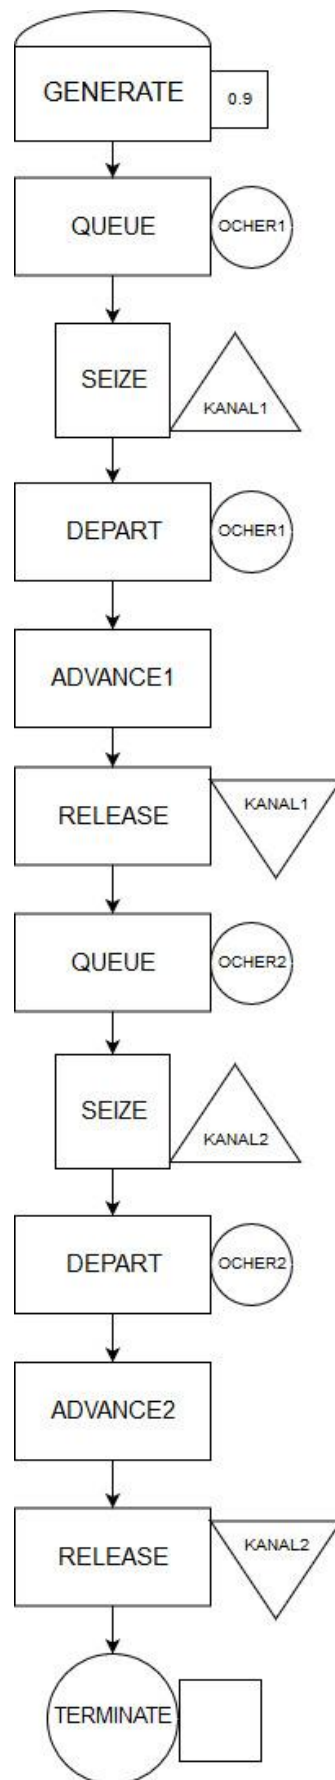 GENERATE
0.9
QUEUE
OCHER1
SEIZE
KANAL1
DEPART
OCHER1
ADVANCE1
RELEASE
KANAL1
QUEUE
OCHER2
SEIZE
KANAL2
DEPART
OCHER2
ADVANCE2
RELEASE
KANAL2
TERMINATE